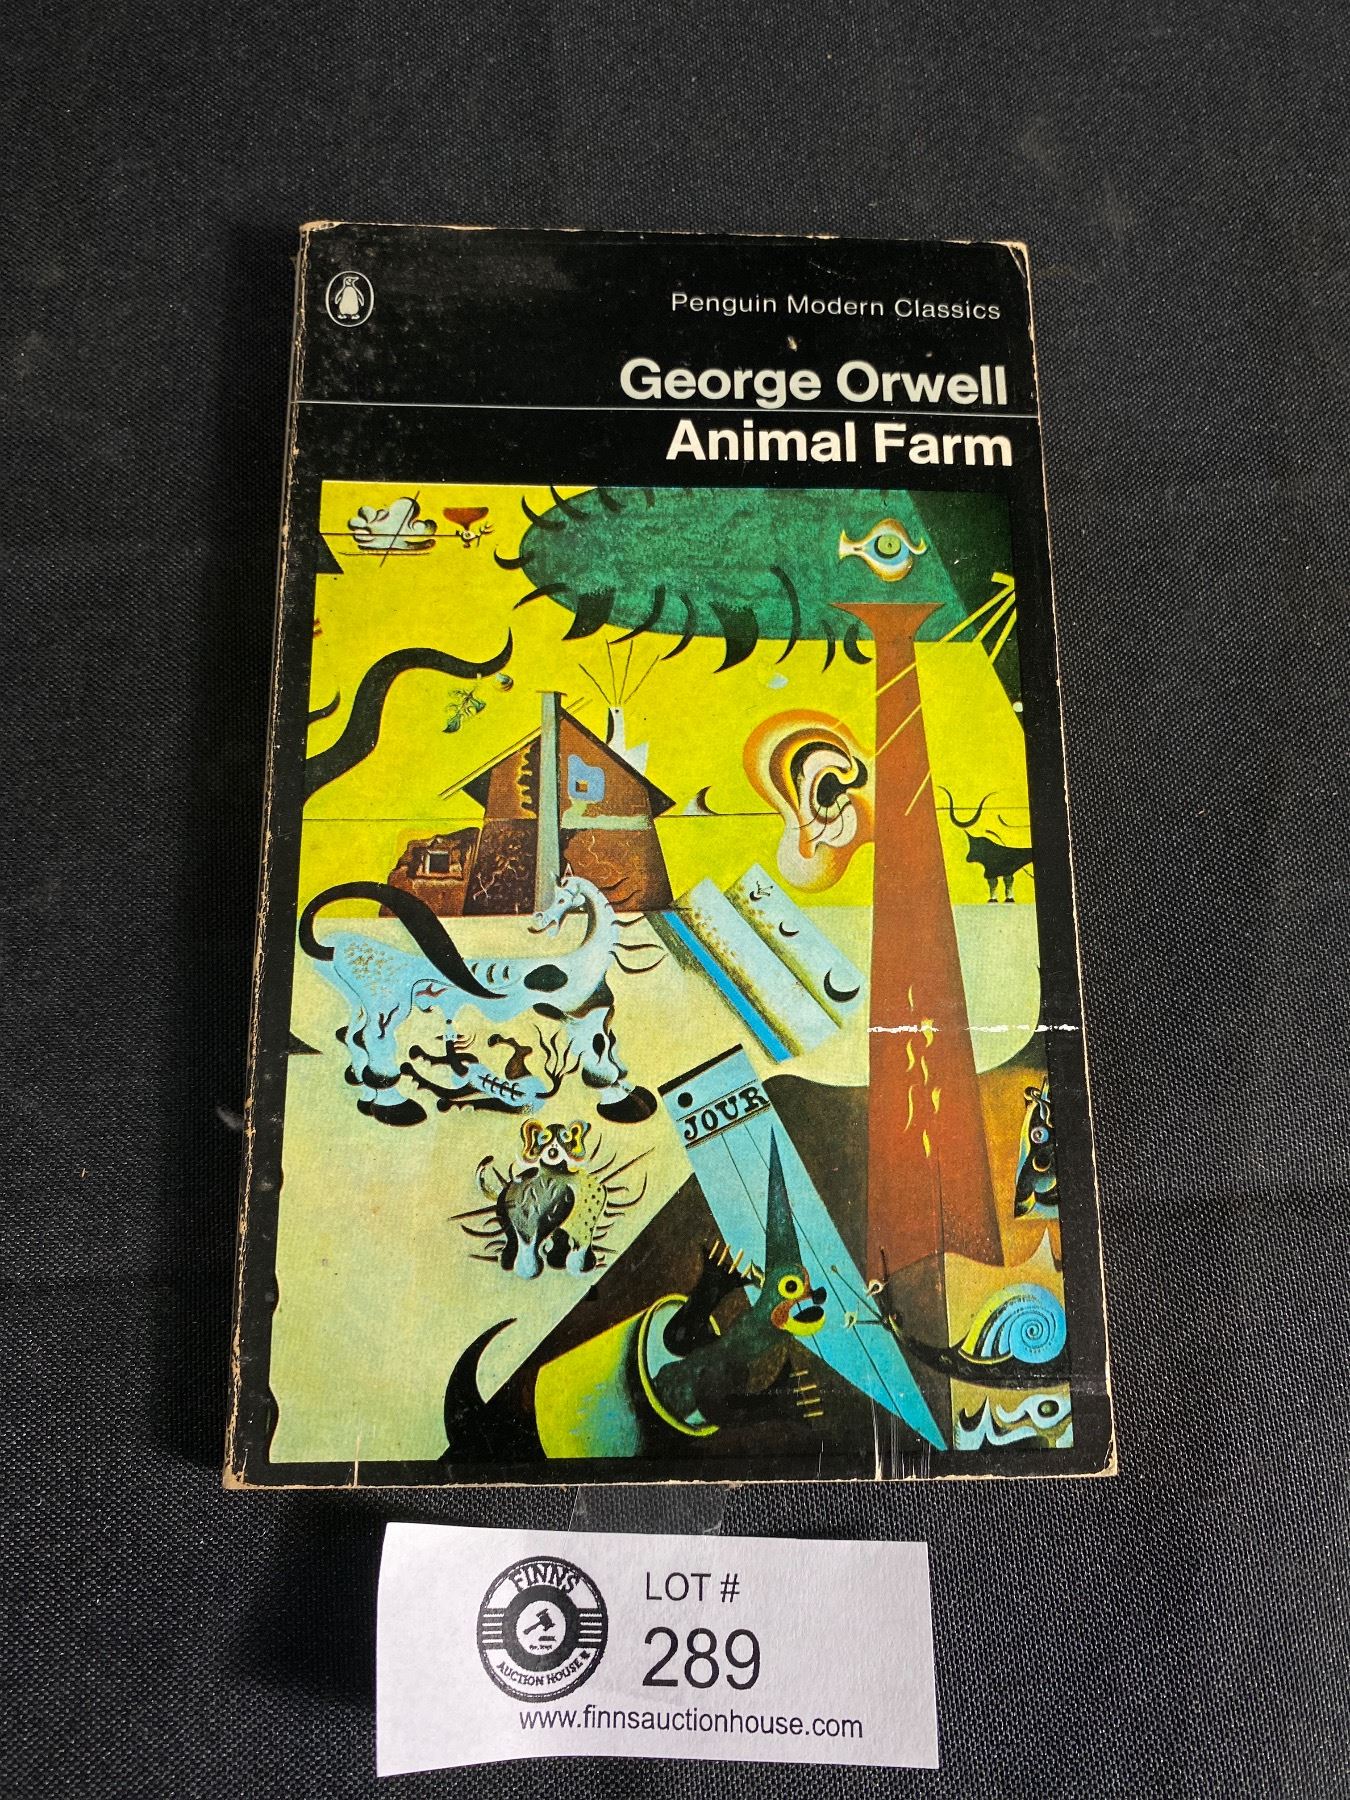 Penguin Modern Classics
George Orwell
Animal Farm
JOUR
FINNS
AUCTION HOUSE
LOT #
289
www.finnsauctionhouse.com